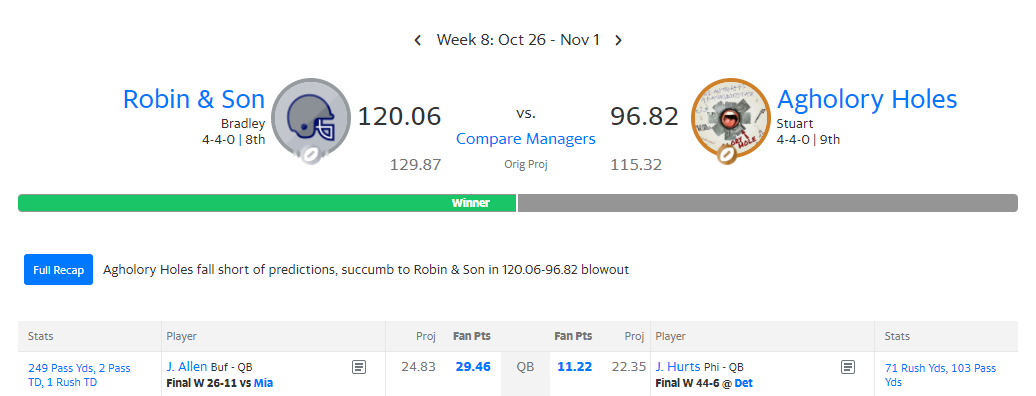 Week 8: Oct 26 - Nov 1
Robin & Son
Bradley
4-4-0 | 8th
120.06
129.87
vs.
Compare Managers
Orig Proj
96.82
115.32
Agholory Holes
Stuart
4-4-0 | 9th
Winner
Full Recap Agholory Holes fall short of predictions, succumb to Robin & Son in 120.06-96.82 blowout
Stats Player Proj Fan Pts Fan Pts Proj Player Stats
249 Pass Yds, 2 Pass
TD, 1 Rush TD
J. Allen Buf - QB
Final W 26-11 vs Mia
24.83 29.46 QB 11.22 22.35
J. Hurts Phi - QB
Final W 44-6 @ Det
71 Rush Yds, 103 Pass
Yds